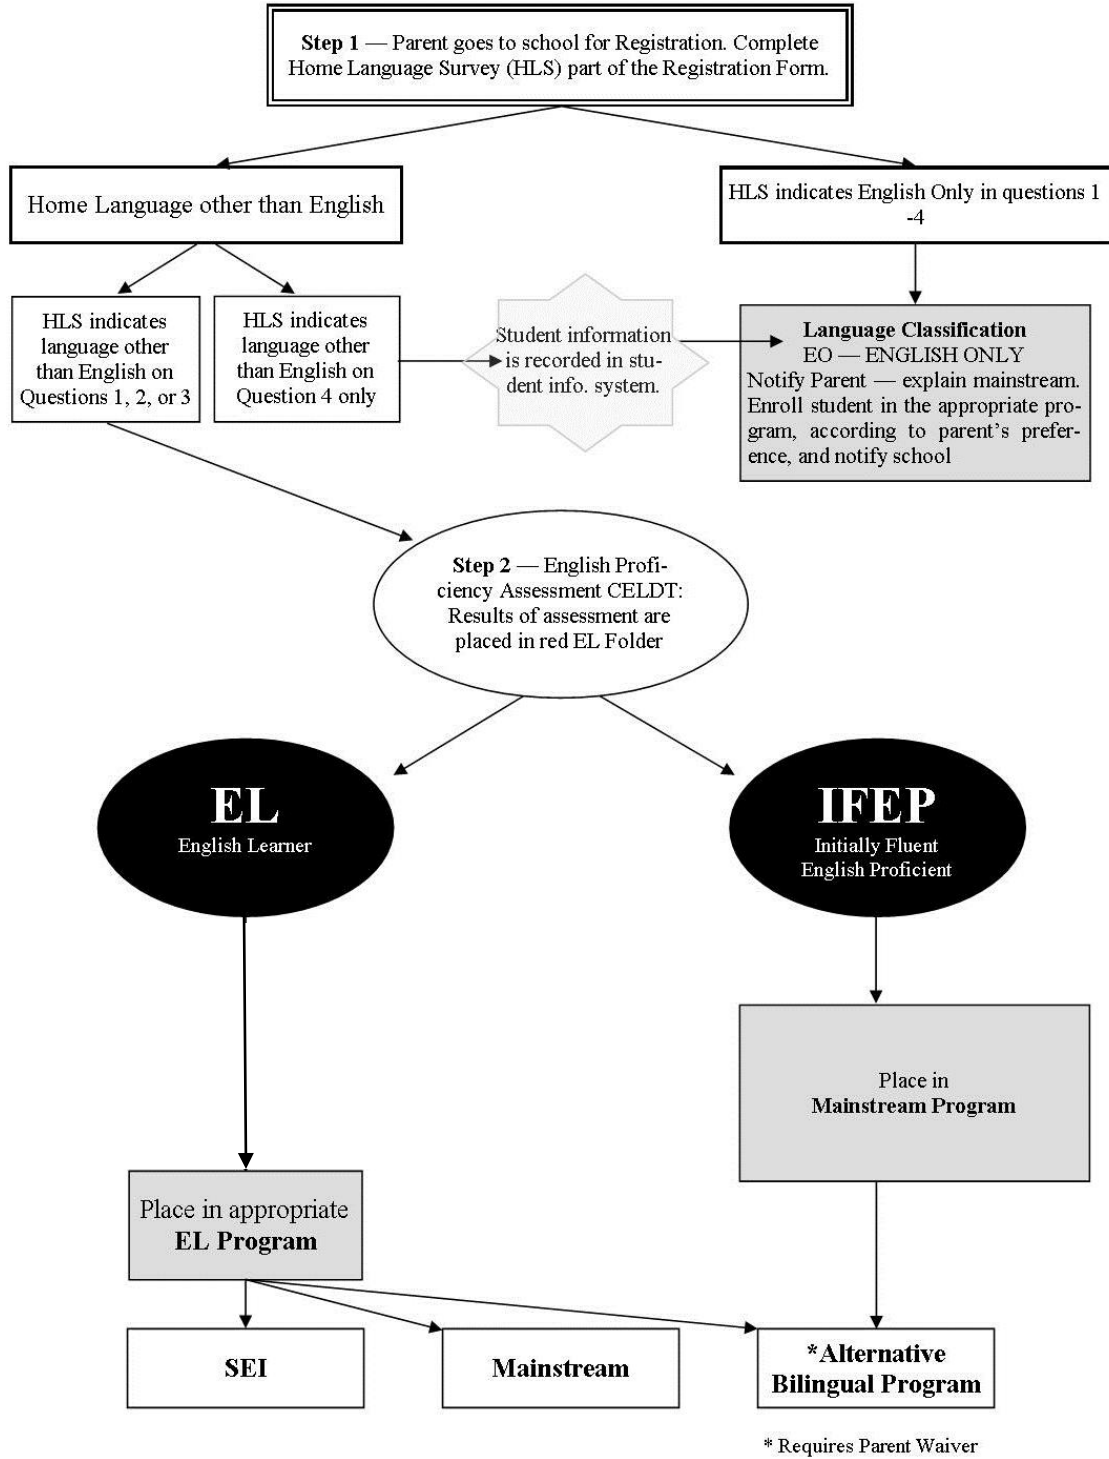 Step 1 — Parent goes to school for Registration. Complete
Home Language Survey (HLS) part of the Registration Form.
Home Language other than English
HLS indicates English Only in questions 1
-4
HLS indicates
language other
than English on
Questions 1, 2, or 3
HLS indicates
language other
than English on
Question 4 only
Student information
is recorded in stu-
dent info. system.
Language Classification
EO — ENGLISH ONLY
Notify Parent — explain mainstream.
Enroll student in the appropriate pro-
gram, according to parent's prefer-
ence, and notify school
Step 2 — English Profi-
ciency Assessment CELDT:
Results of assessment are
placed in red EL Folder
EL
English Learner
IFEP
Initially Fluent
English Proficient
Place in
Mainstream Program
Place in appropriate
EL Program
SEI
Mainstream
*Alternative
Bilingual Program
* Requires Parent Waiver